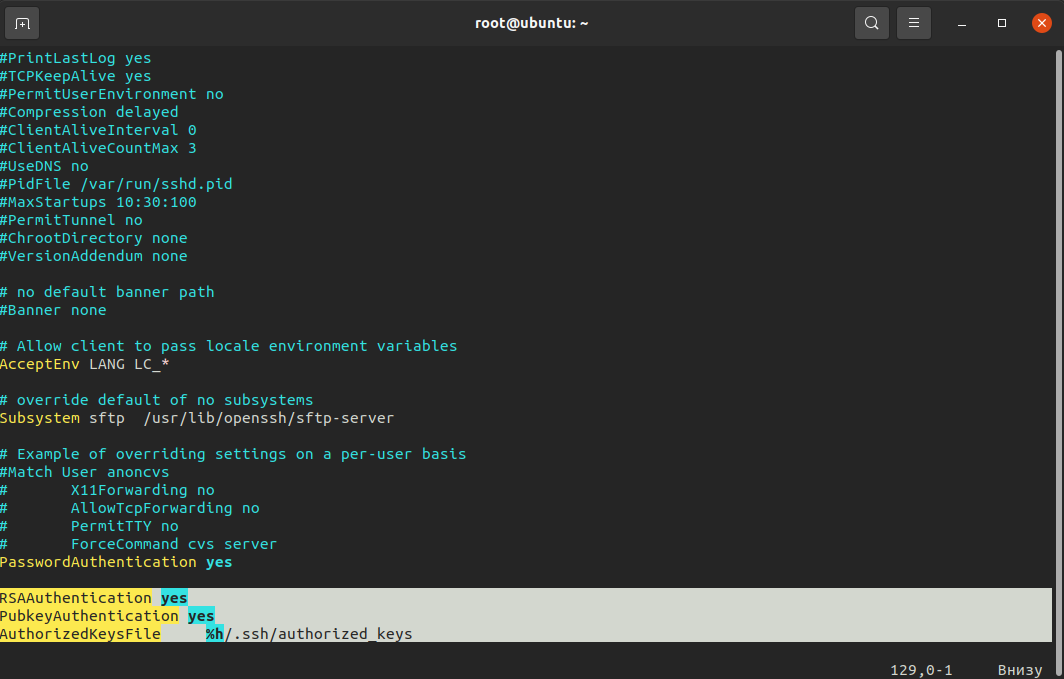 root@ubuntu: ~
#PrintLastLog yes
#TCPKeepAlive yes
#PermitUserEnvironment no
#Compression delayed
#ClientAliveInterval 0
#ClientAliveCountMax 3
#UseDNS no
#PidFile /var/run/sshd.pid
#MaxStartups 10:30:100
#PermitTunnel no
#ChrootDirectory none
#VersionAddendum none
# no default banner path
#Banner none
# Allow client to pass locale environment variables
AcceptEnv LANG LC_*
# override default of no subsystems
Subsystem sftp  /usr/lib/openssh/sftp-server
# Example of overriding settings on a per-user basis
#Match User anoncvs
#       X11Forwarding no
#       AllowTcpForwarding no
#       PermitTTY no
#       ForceCommand cvs server
PasswordAuthentication yes
RSAAuthentication yes
PubkeyAuthentication yes
AuthorizedKeysFile     %h/.ssh/authorized_keys
129,0-1     Внизу